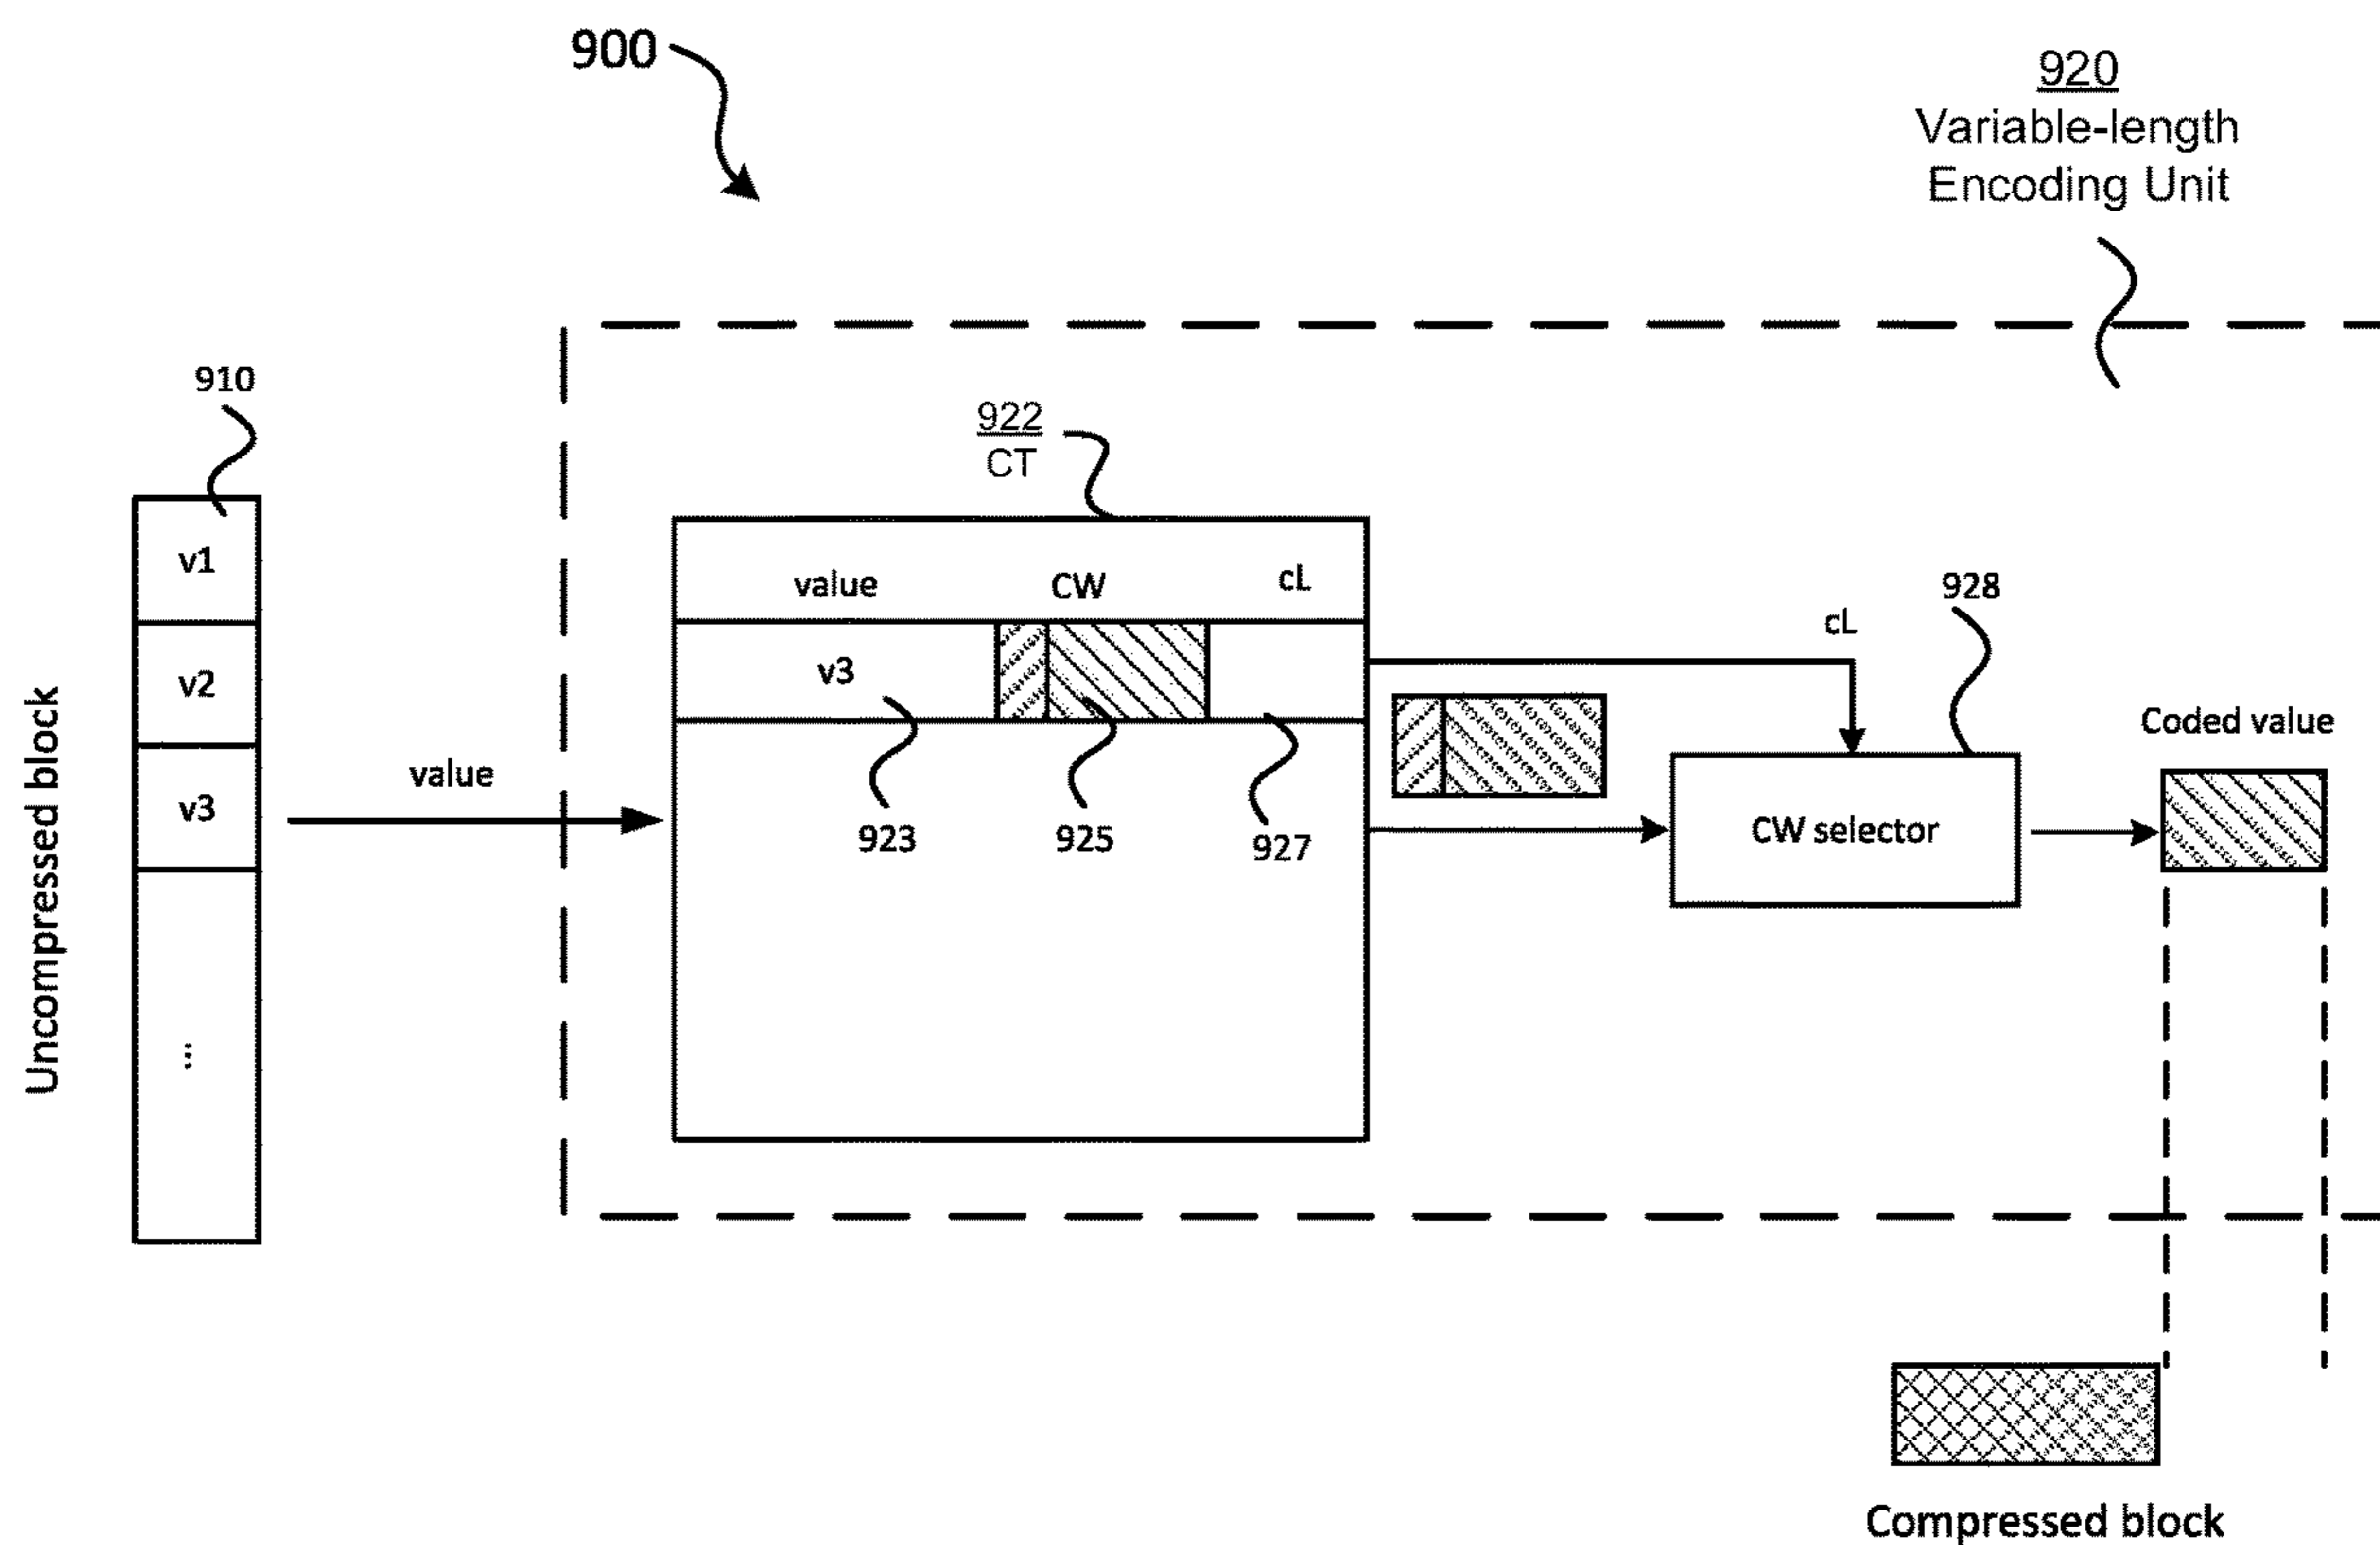 900
920
Variable-length
Encoding Unit
910
922
CT
v1
v2
v3
...
Uncompressed block
value
value CW cL
v3
923 925 927
cL
928
CW selector
Coded value
Compressed block